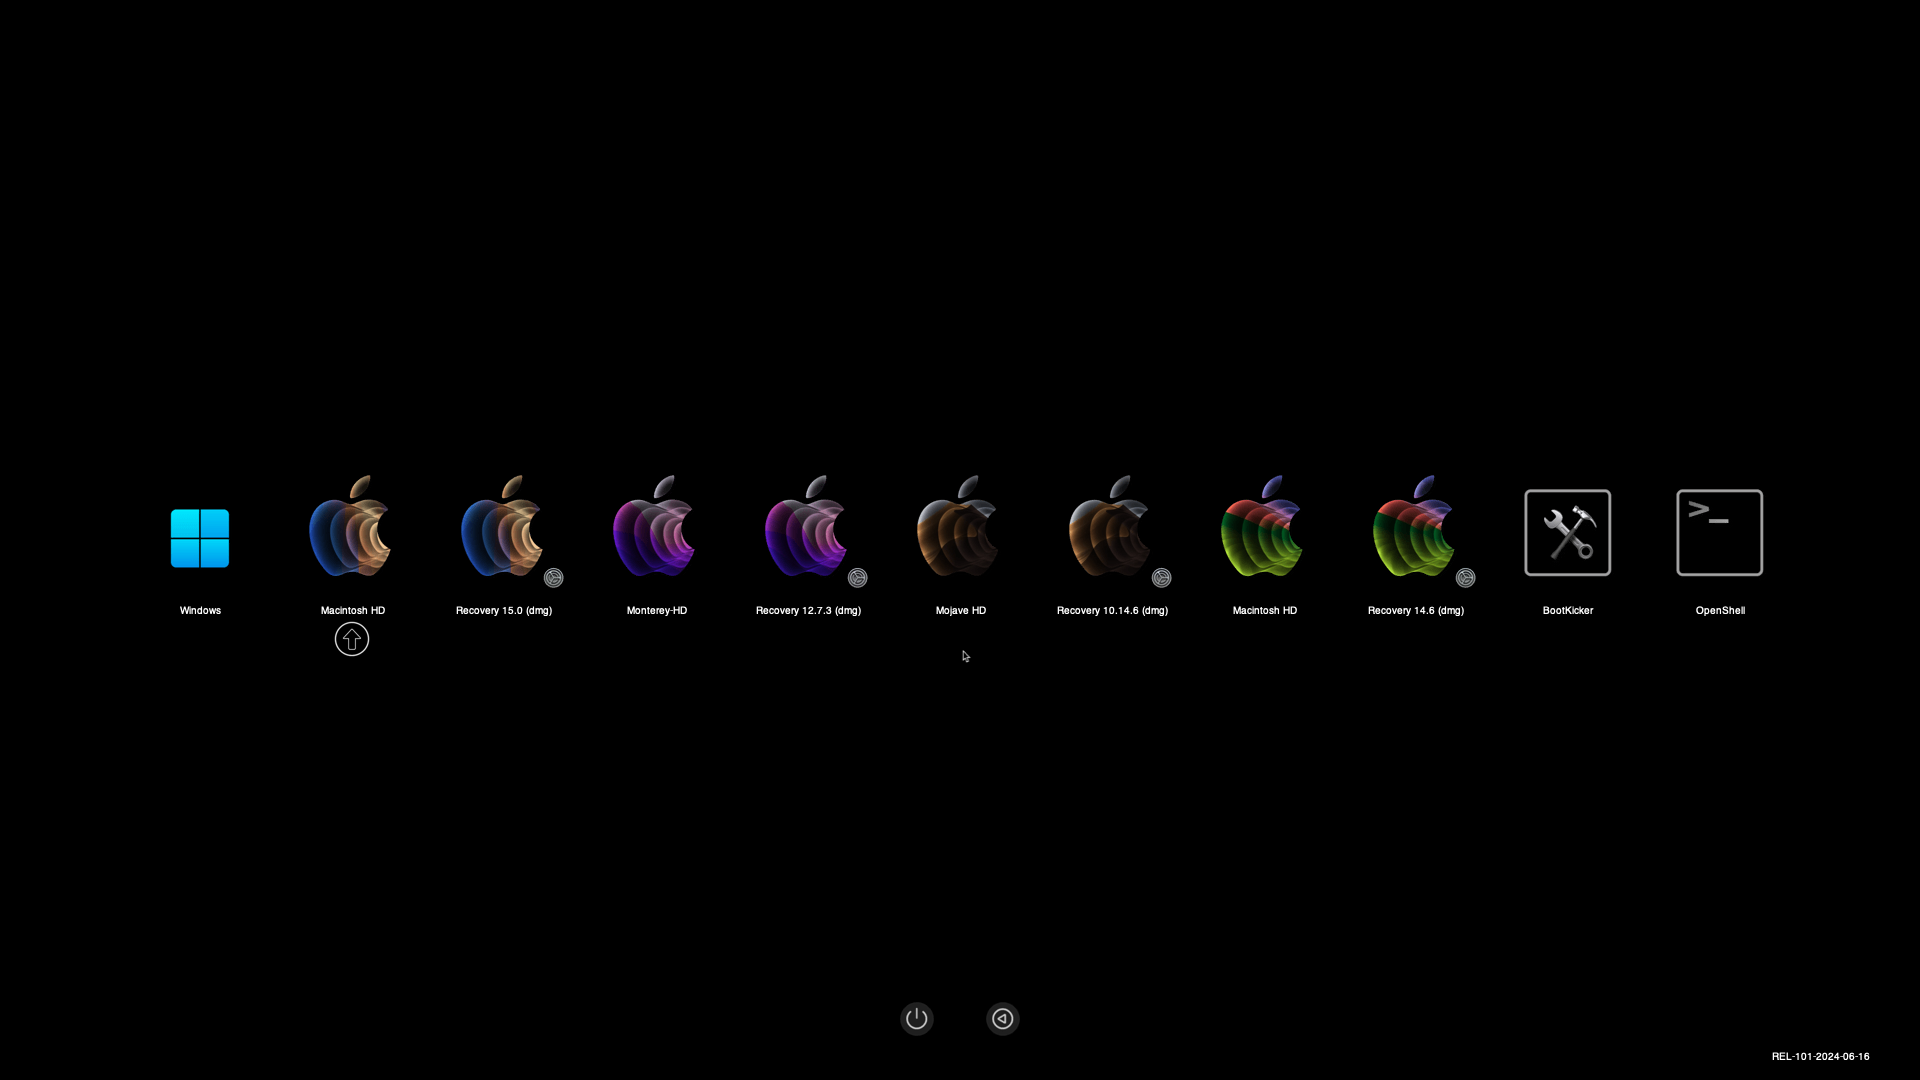 Windows
Macintosh HD
Recovery 15.0 (dmg)
Monterey-HD
Recovery 12.7.3 (dmg)
Mojave HD
Recovery 10.14.6 (dmg)
Macintosh HD
Recovery 14.6 (dmg)
BootKicker
>_
OpenShell
REL-101-2024-06-16